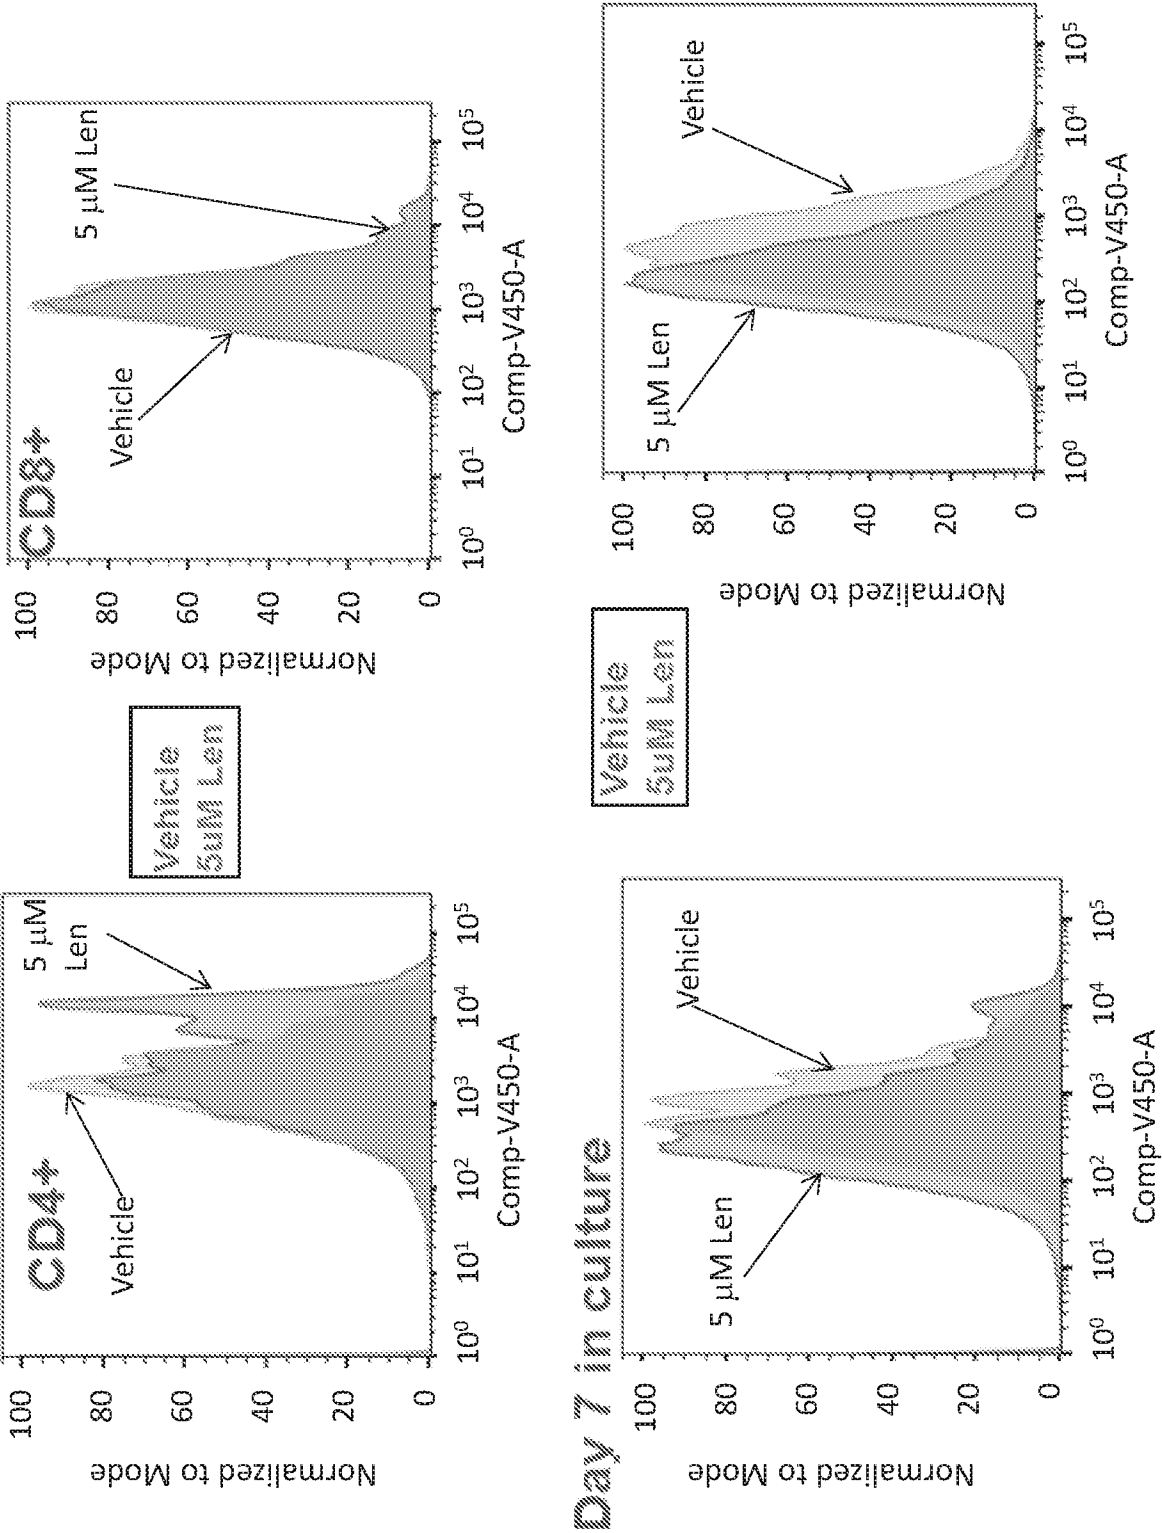 CD4+
100
80
60
40
20
0
Normalized to Mode
Vehicle
5 µM
Len
10⁰
10¹
10²
10³
10⁴
10⁵
Comp-V450-A
Vehicle
5uM Len
CD8+
100
80
60
40
20
0
Normalized to Mode
Vehicle
5 µM Len
10⁰
10¹
10²
10³
10⁴
10⁵
Comp-V450-A
Day 7 in culture
100
80
60
40
20
0
Normalized to Mode
5 µM Len
Vehicle
10⁰
10¹
10²
10³
10⁴
10⁵
Comp-V450-A
Vehicle
5uM Len
100
80
60
40
20
0
Normalized to Mode
5 µM Len
Vehicle
10⁰
10¹
10²
10³
10⁴
10⁵
Comp-V450-A